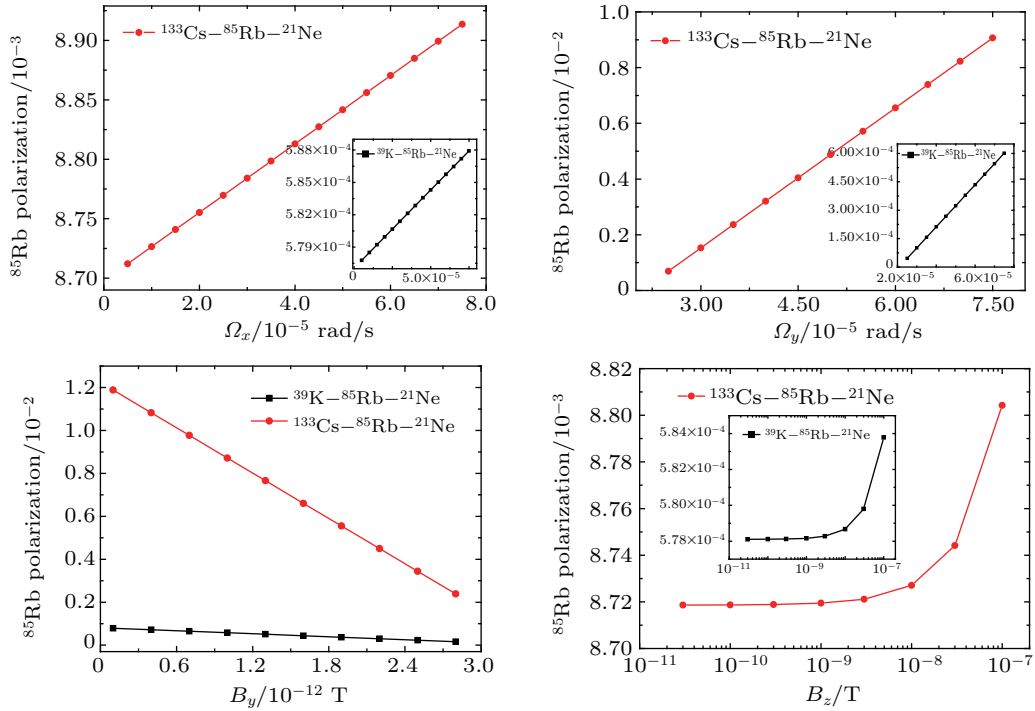 ⁸⁵Rb polarization/10⁻³
8.90
8.85
8.80
8.75
8.70
¹³³Cs–⁸⁵Rb–²¹Ne
5.88×10⁻⁴
5.85×10⁻⁴
5.82×10⁻⁴
5.79×10⁻⁴
³⁹K–⁸⁵Rb–²¹Ne
0 5.0×10⁻⁵
0 2.0 4.0 6.0 8.0
Ωx/10⁻⁵ rad/s
⁸⁵Rb polarization/10⁻²
1.0
0.8
0.6
0.4
0.2
0
¹³³Cs–⁸⁵Rb–²¹Ne
6.00×10⁻⁴
4.50×10⁻⁴
3.00×10⁻⁴
1.50×10⁻⁴
0
³⁹K–⁸⁵Rb–²¹Ne
2.0×10⁻⁵ 6.0×10⁻⁵
3.00 4.50 6.00 7.50
Ωy/10⁻⁵ rad/s
⁸⁵Rb polarization/10⁻²
1.2
1.0
0.8
0.6
0.4
0.2
0
³⁹K–⁸⁵Rb–²¹Ne
¹³³Cs–⁸⁵Rb–²¹Ne
0 0.6 1.2 1.8 2.4 3.0
By/10⁻¹² T
⁸⁵Rb polarization/10⁻³
8.82
8.80
8.78
8.76
8.74
8.72
8.70
¹³³Cs–⁸⁵Rb–²¹Ne
5.84×10⁻⁴
5.82×10⁻⁴
5.80×10⁻⁴
5.78×10⁻⁴
³⁹K–⁸⁵Rb–²¹Ne
10⁻¹¹ 10⁻⁹ 10⁻⁷
10⁻¹¹ 10⁻¹⁰ 10⁻⁹ 10⁻⁸ 10⁻⁷
Bz/T